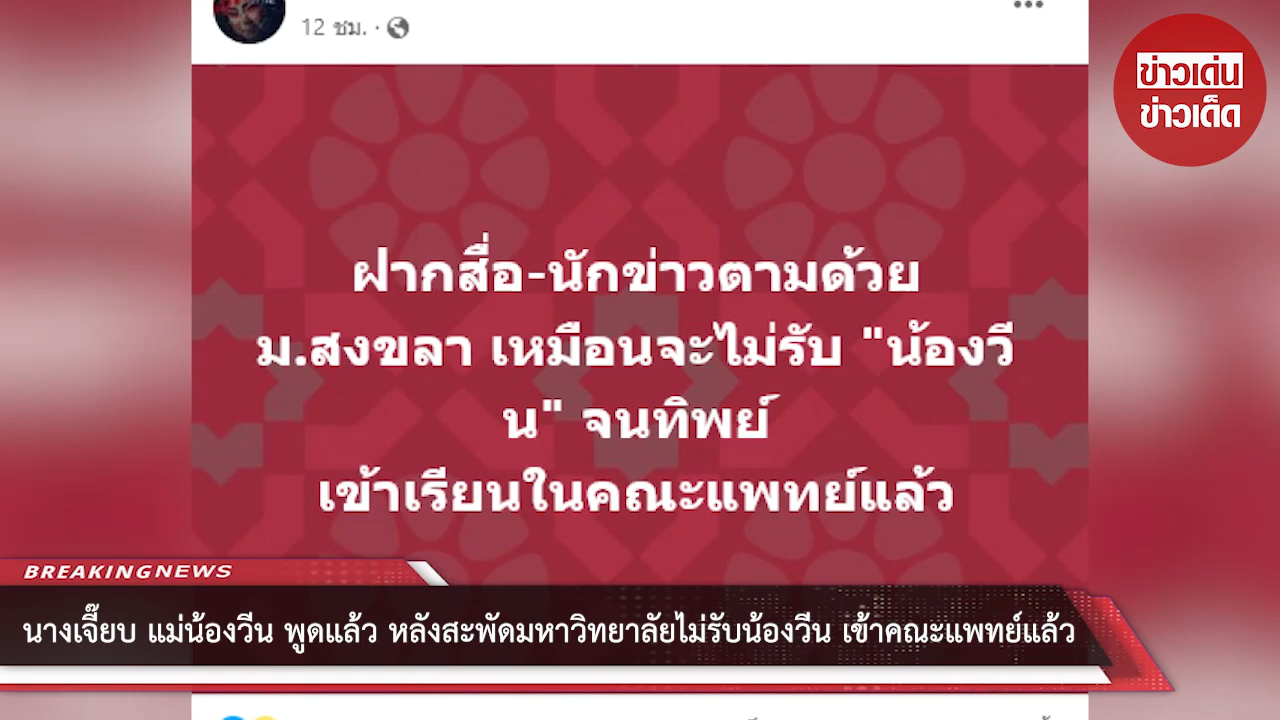 12 ชม. ·
ข่าวเด่น
ข่าวเด็ด
ฝากสื่อ-นักข่าวตามด้วย
ม.สงขลา เหมือนจะไม่รับ "น้องวี
น" จนทิพย์
เข้าเรียนในคณะแพทย์แล้ว
BREAKINGNEWS
นางเจี๊ยบ แม่น้องวีน พูดแล้ว หลังสะพัดมหาวิทยาลัยไม่รับน้องวีน เข้าคณะแพทย์แล้ว